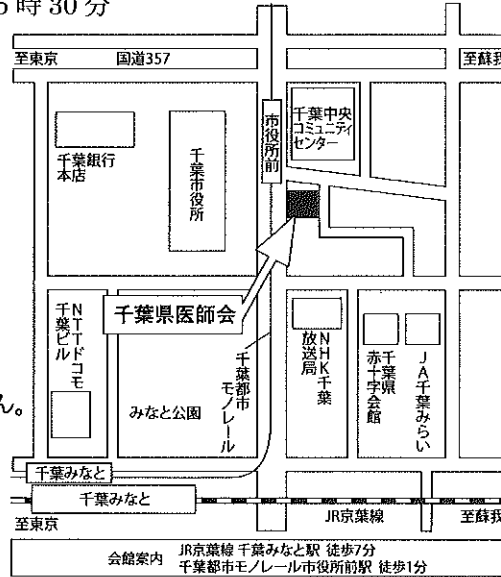 5時30分
至東京
国道357
至蘇我
千葉銀行
本店
千葉市役所
市役所前
千葉中央
コミュニティ
センター
千葉県医師会
NTTドコモ
千葉ビル
みなと公園
千葉都市
モノレール
NHK千葉
放送局
千葉県
赤十字会館
JA千葉みらい
ん。
千葉みなと
千葉みなと
至東京
JR京葉線
至蘇我
会館案内
JR京葉線 千葉みなと駅 徒歩7分
千葉都市モノレール市役所前駅 徒歩1分